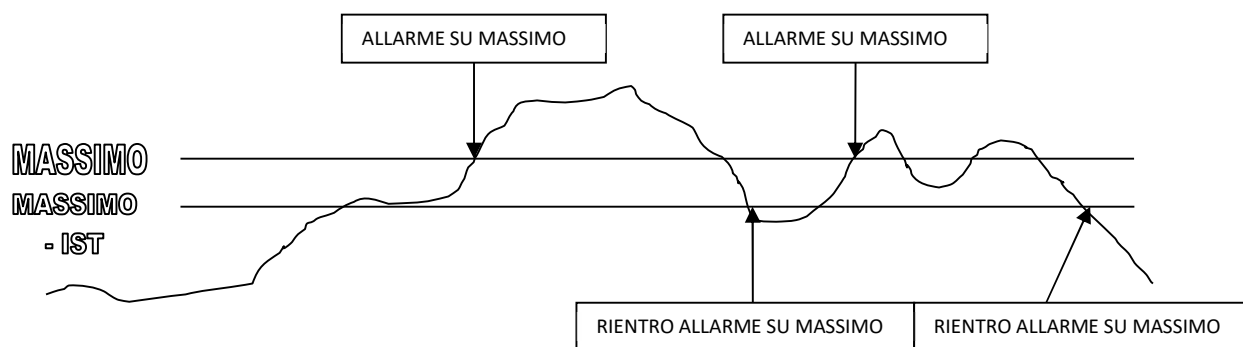 ALLARME SU MASSIMO
ALLARME SU MASSIMO
MASSIMO
MASSIMO
- IST
RIENTRO ALLARME SU MASSIMO
RIENTRO ALLARME SU MASSIMO